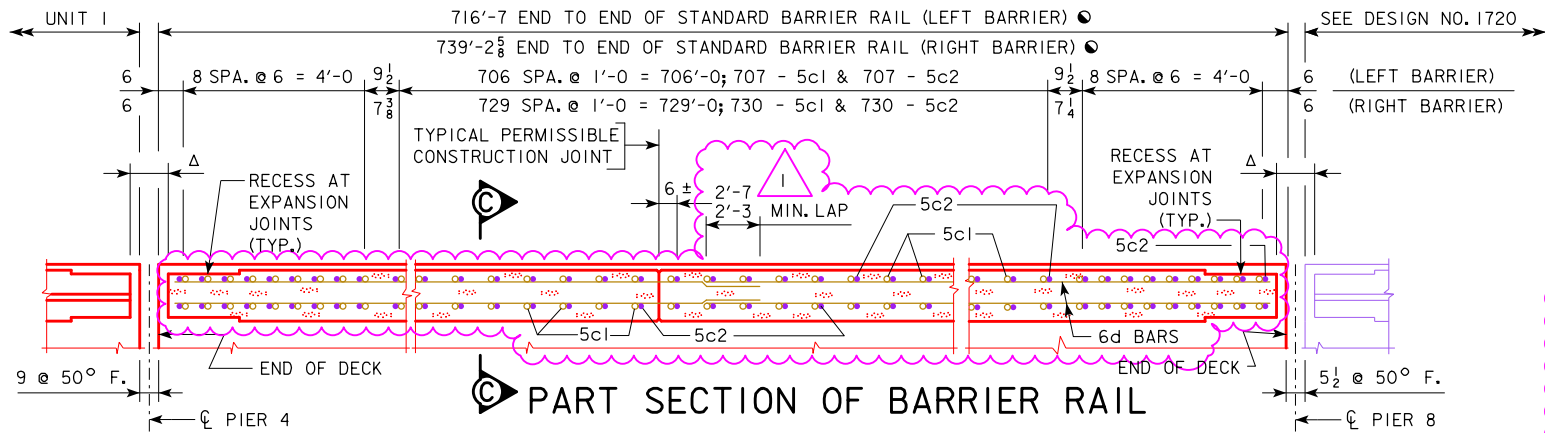 UNIT 1
716'-7 END TO END OF STANDARD BARRIER RAIL (LEFT BARRIER)
SEE DESIGN NO. 1720
739'-2 5/8 END TO END OF STANDARD BARRIER RAIL (RIGHT BARRIER)
6
8 SPA. @ 6 = 4'-0
9 1/2
706 SPA. @ 1'-0 = 706'-0; 707 - 5c1 & 707 - 5c2
9 1/2
8 SPA. @ 6 = 4'-0
6
(LEFT BARRIER)
6
7 3/8
729 SPA. @ 1'-0 = 729'-0; 730 - 5c1 & 730 - 5c2
7 1/4
6
(RIGHT BARRIER)
TYPICAL PERMISSIBLE
CONSTRUCTION JOINT
Δ
RECESS AT
EXPANSION
JOINTS
(TYP.)
C
6 ±
2'-7
2'-3
MIN. LAP
1
5c2
5c1
RECESS AT
EXPANSION
JOINTS
(TYP.)
Δ
5c2
5c1
5c2
6d BARS
END OF DECK
END OF DECK
9 @ 50° F.
C
PART SECTION OF BARRIER RAIL
5 1/2 @ 50° F.
℄ PIER 4
℄ PIER 8